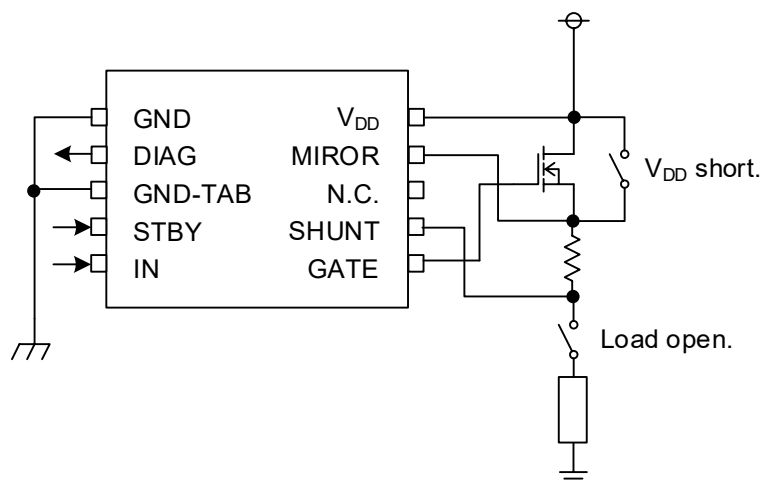 GND
DIAG
GND-TAB
STBY
IN
VDD
MIROR
N.C.
SHUNT
GATE
VDD short.
Load open.